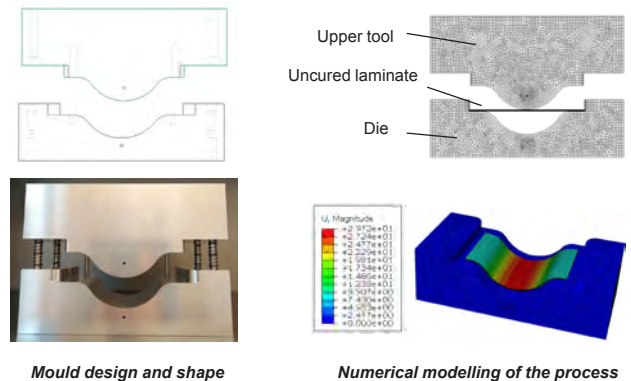 Upper tool
Uncured laminate
Die
U, Magnitude
+2.972e+01
+2.724e+01
+2.477e+01
+2.229e+01
+1.981e+01
+1.734e+01
+1.486e+01
+1.238e+01
+9.907e+00
+7.430e+00
+4.953e+00
+2.477e+00
+0.000e+00
Mould design and shape
Numerical modelling of the process